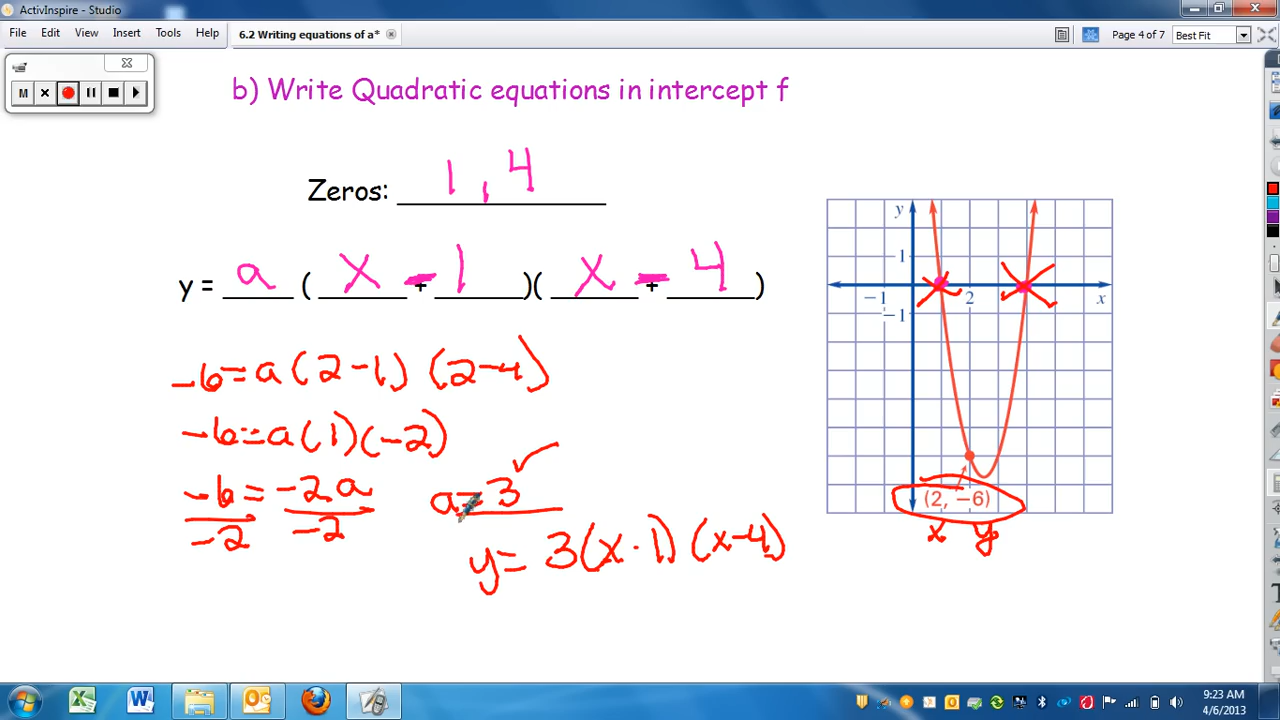 ActivInspire - Studio
File Edit View Insert Tools Help
6.2 Writing equations of a*
Page 4 of 7
Best Fit
M
b) Write Quadratic equations in intercept f
Zeros: 1, 4
y = a ( x - 1 )( x - 4 )
-6 = a(2-1) (2-4)
-6 = a(1)(-2)
-6 = -2a
-2 -2
a = 3 ✓
y = 3(x-1)(x-4)
y
1
-1 2 x
-1
(2, -6)
x y
9:23 AM
4/6/2013